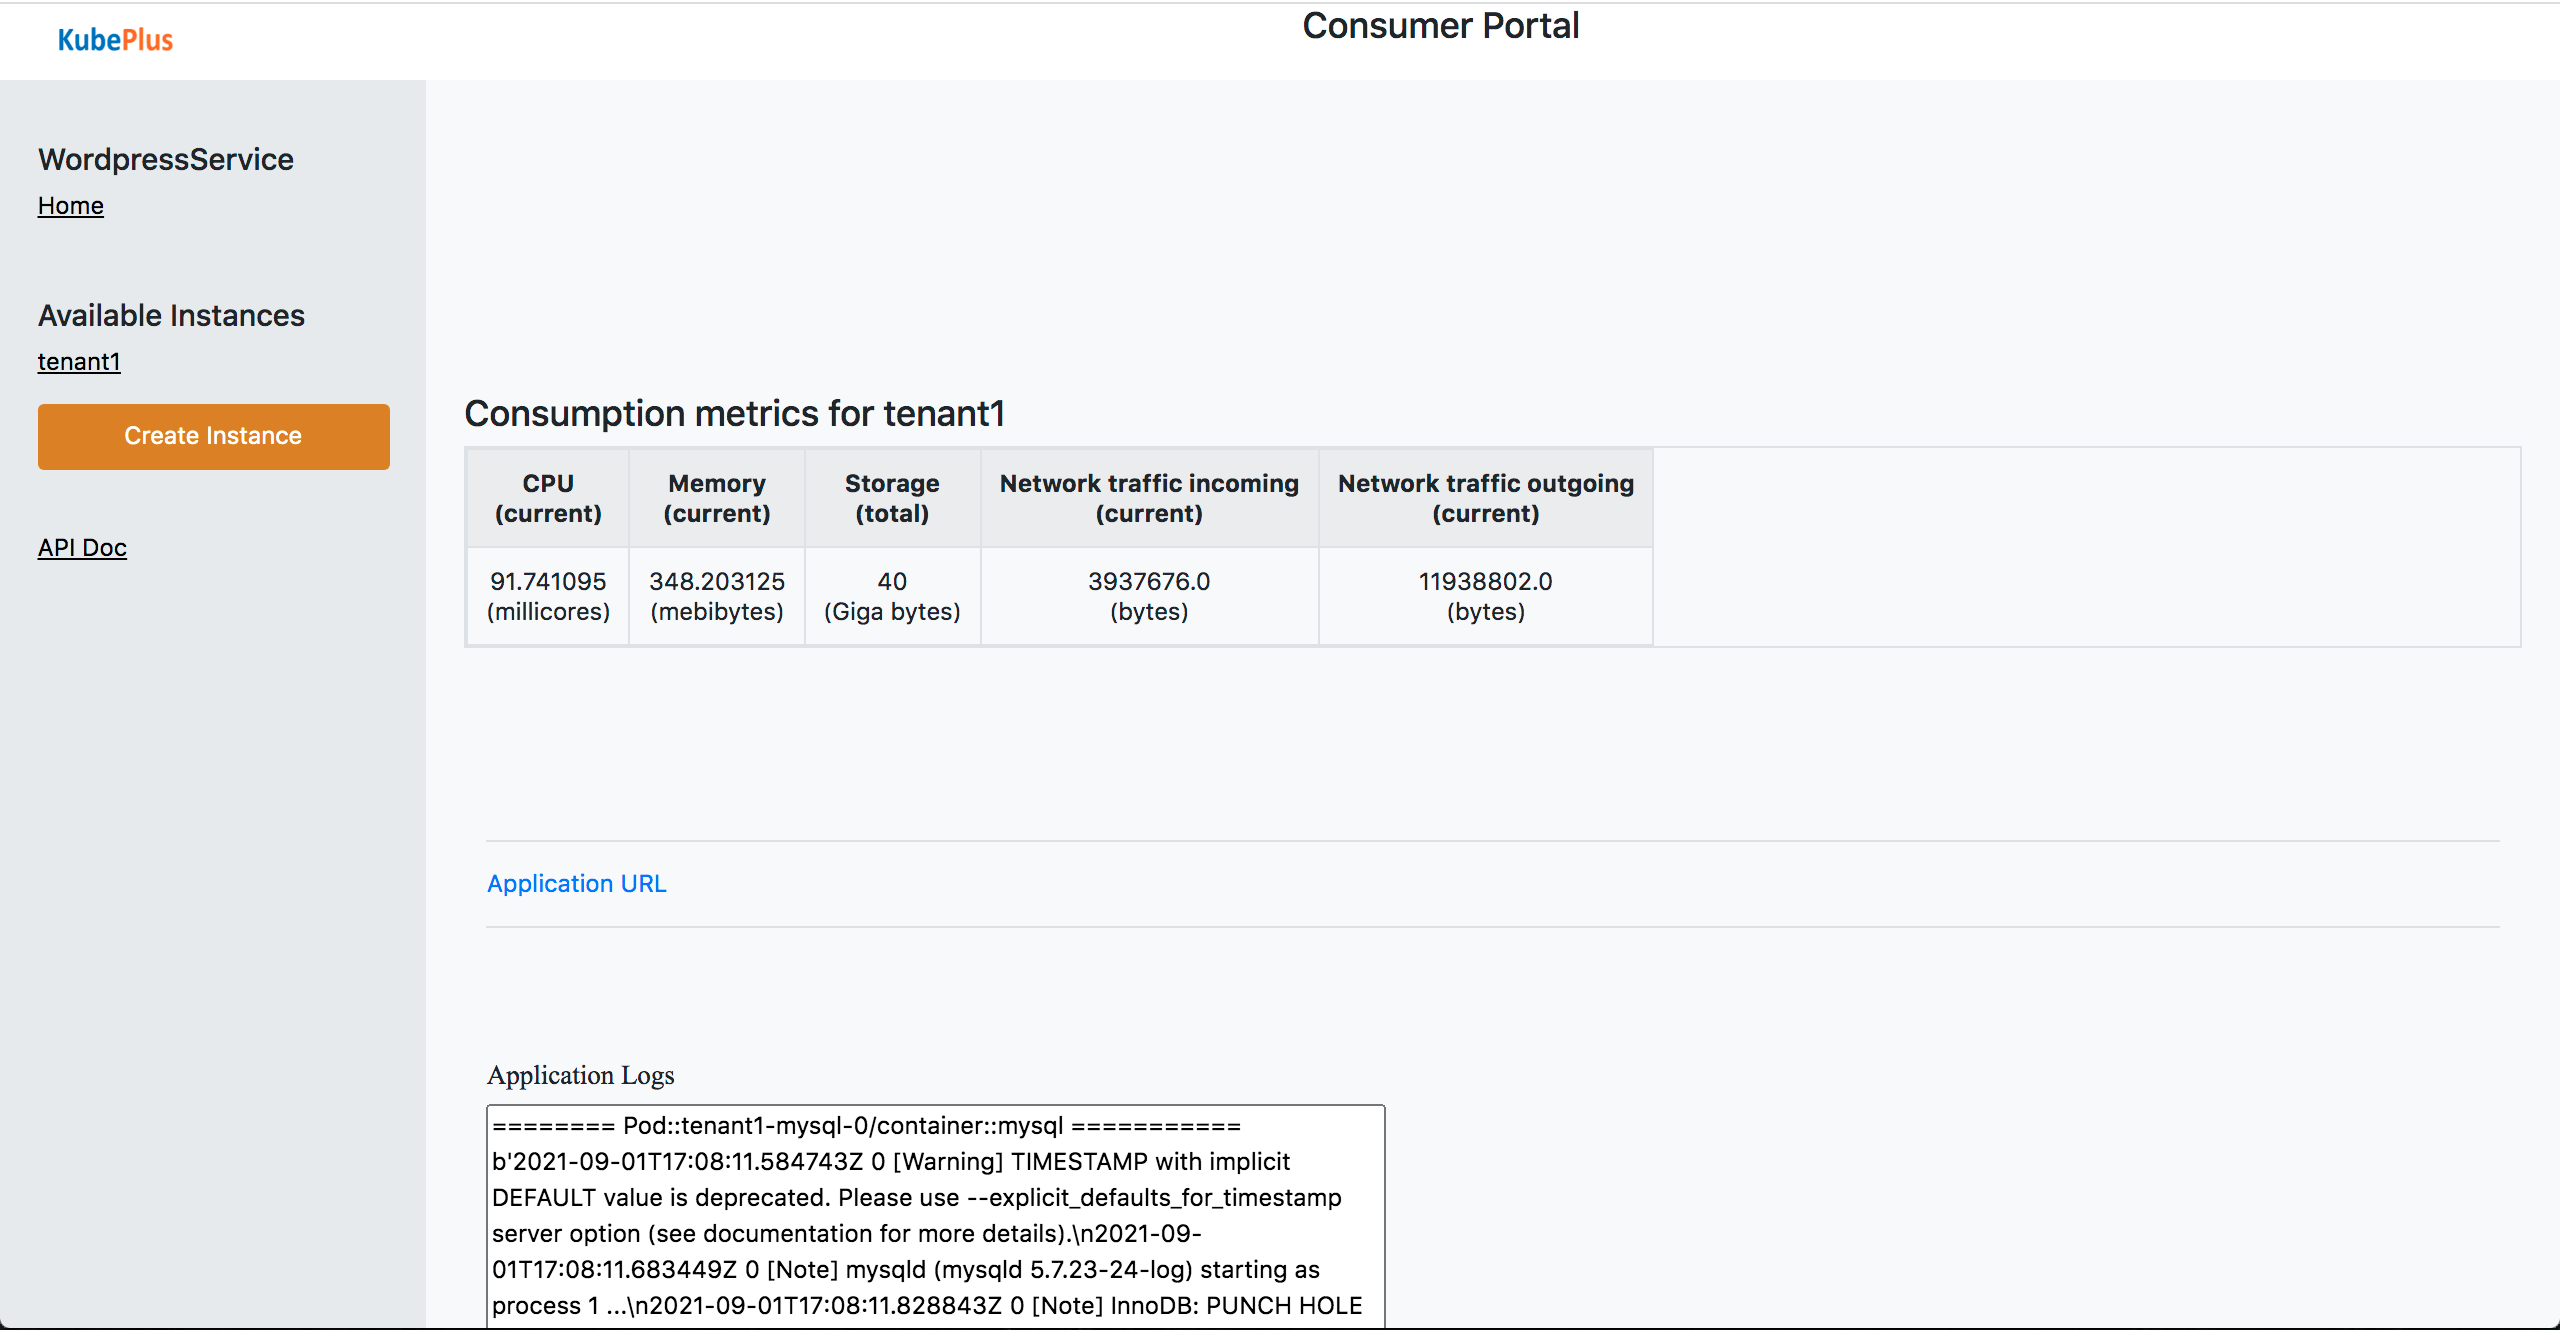 KubePlus
Consumer Portal
WordpressService
Home
Available Instances
tenant1
Create Instance
API Doc
Consumption metrics for tenant1
CPU (current) Memory (current) Storage (total) Network traffic incoming (current) Network traffic outgoing (current)
91.741095 (millicores) 348.203125 (mebibytes) 40 (Giga bytes) 3937676.0 (bytes) 11938802.0 (bytes)
Application URL
Application Logs
======== Pod::tenant1-mysql-0/container::mysql ===========
b'2021-09-01T17:08:11.584743Z 0 [Warning] TIMESTAMP with implicit
DEFAULT value is deprecated. Please use --explicit_defaults_for_timestamp
server option (see documentation for more details).\n2021-09-
01T17:08:11.683449Z 0 [Note] mysqld (mysqld 5.7.23-24-log) starting as
process 1 ...\n2021-09-01T17:08:11.828843Z 0 [Note] InnoDB: PUNCH HOLE